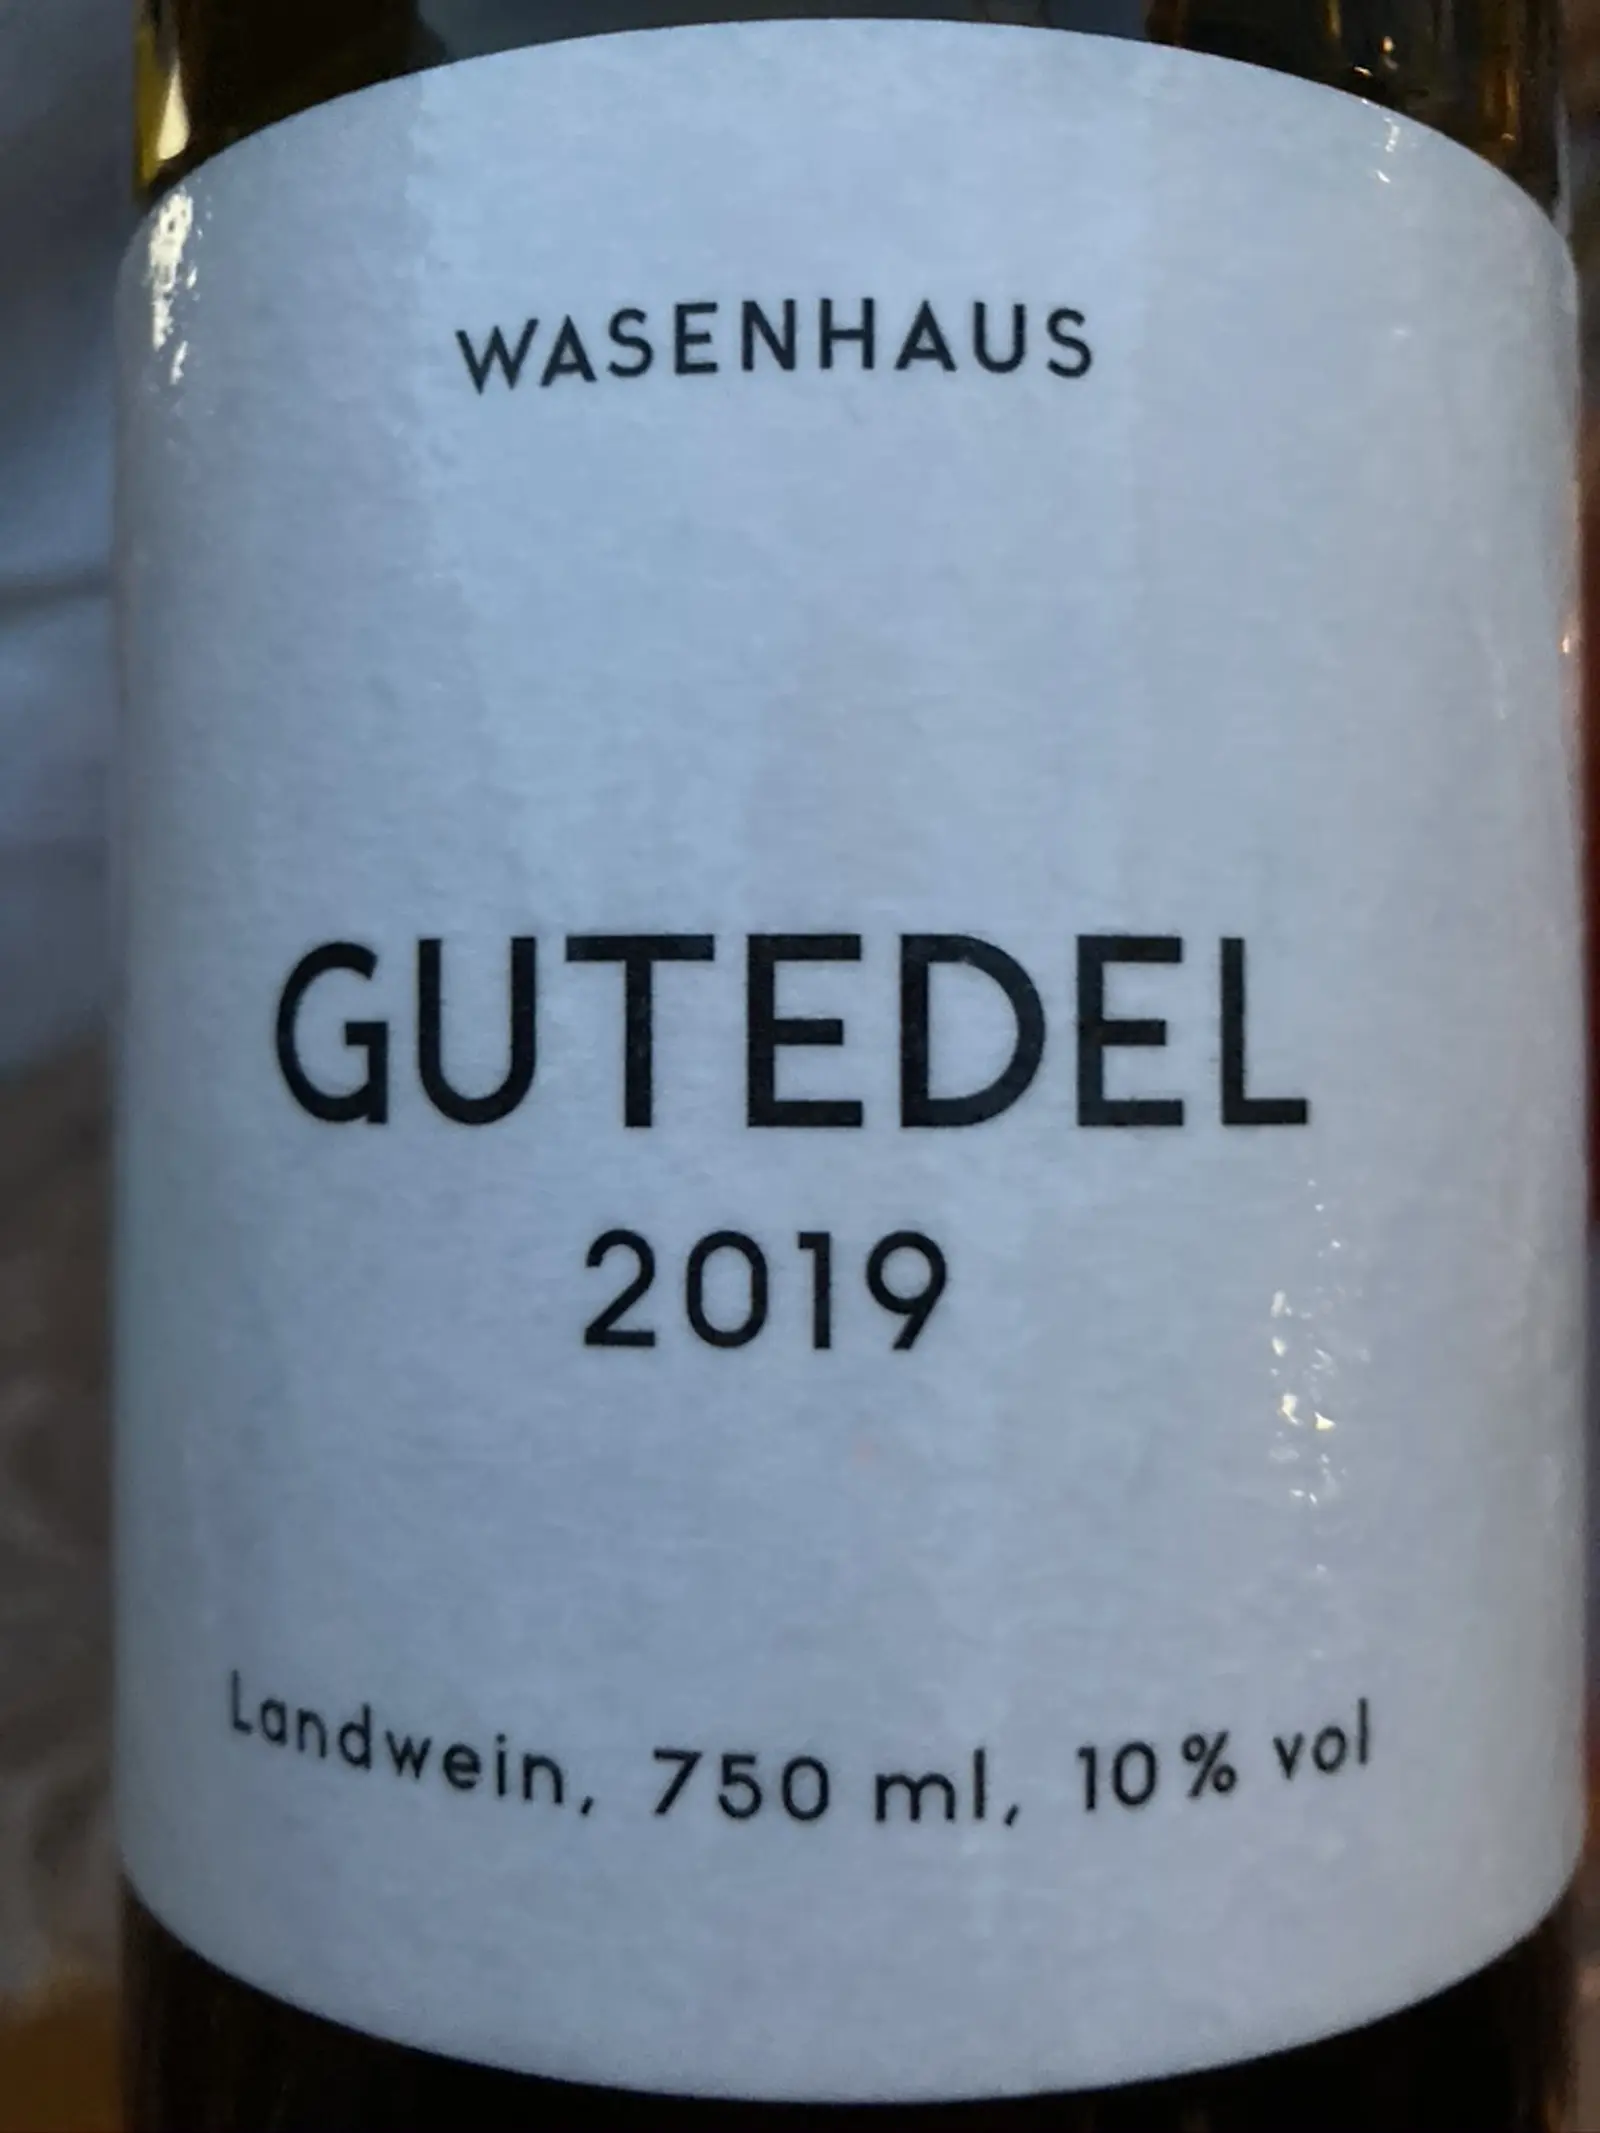 WASENHAUS
GUTEDEL
2019
Landwein, 750 ml, 10% vol